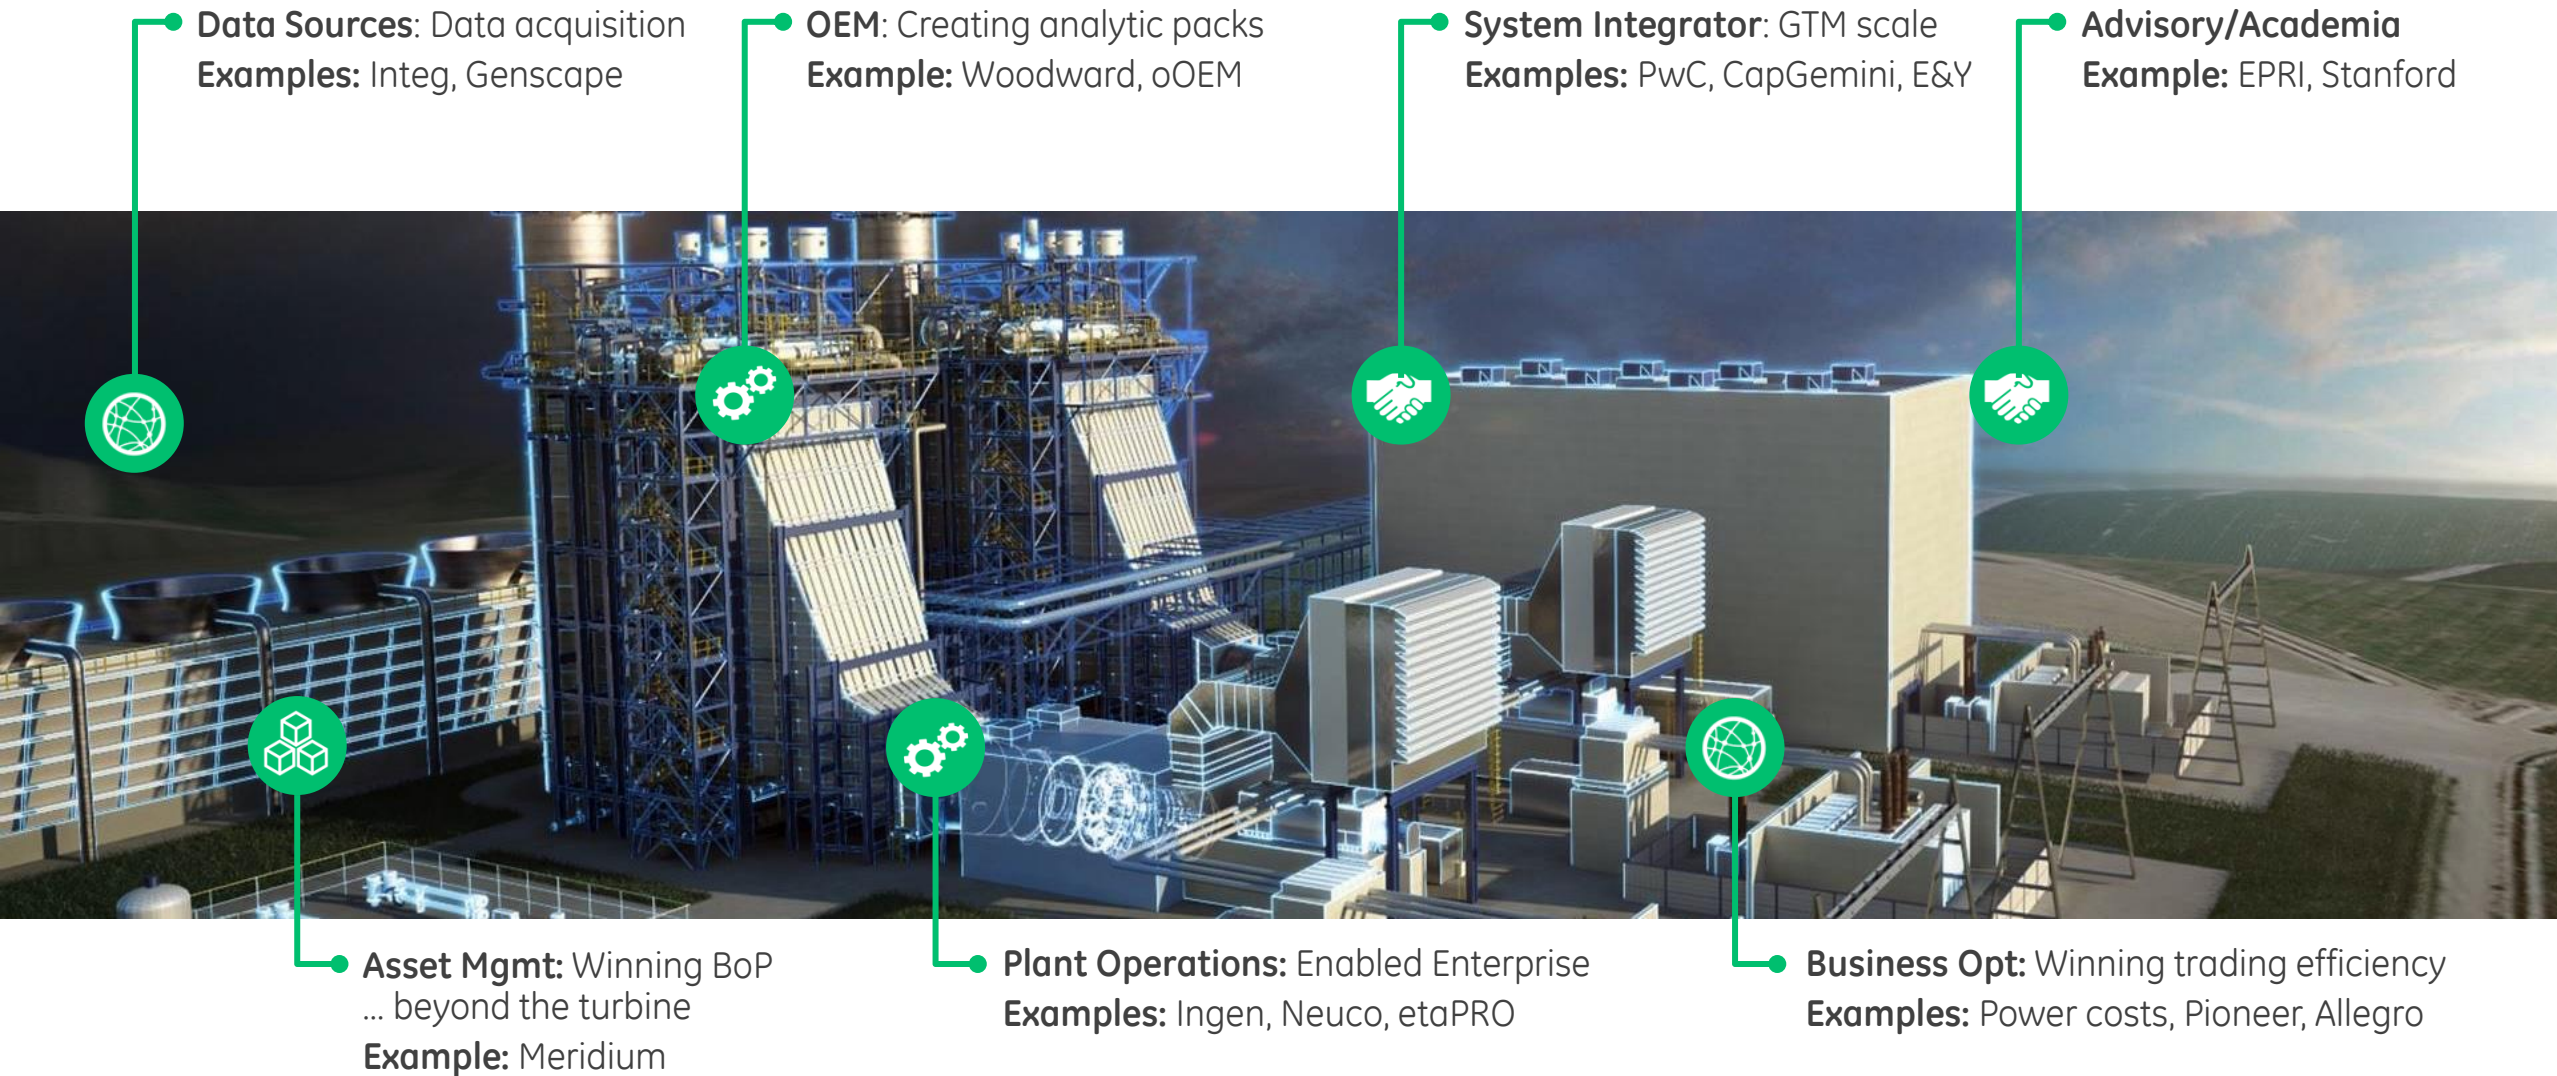 Data Sources: Data acquisition
Examples: Integ, Genscape
OEM: Creating analytic packs
Example: Woodward, oOEM
System Integrator: GTM scale
Examples: PwC, CapGemini, E&Y
Advisory/Academia
Example: EPRI, Stanford
Asset Mgmt: Winning BoP
... beyond the turbine
Example: Meridium
Plant Operations: Enabled Enterprise
Examples: Ingen, Neuco, etaPRO
Business Opt: Winning trading efficiency
Examples: Power costs, Pioneer, Allegro